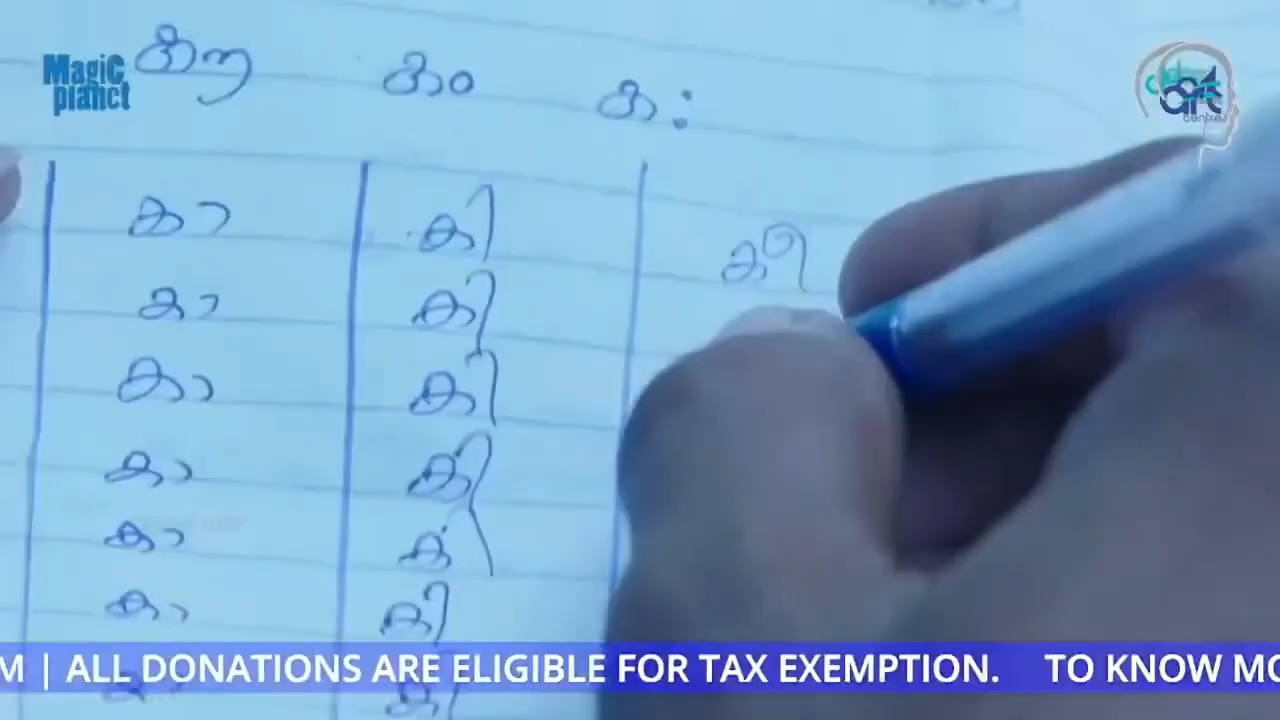 Magic planet
കൗ കം ക:
കാ കി കീ
കാ കി
കാ കി
കാ കി
കാ കി
കാ കി
കാ കി
M | ALL DONATIONS ARE ELIGIBLE FOR TAX EXEMPTION. TO KNOW MO